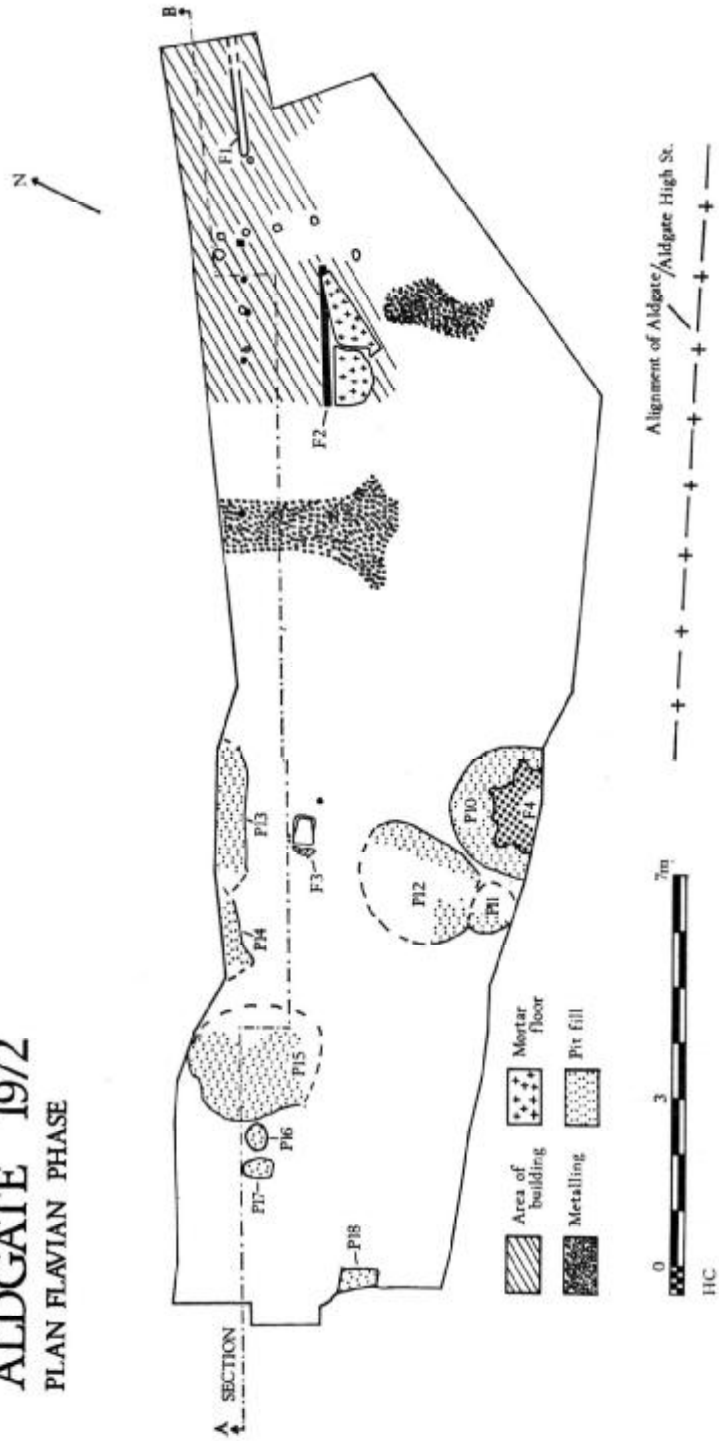 ALDGATE 1972
PLAN FLAVIAN PHASE
A
SECTION
B
N
P17
P16
P15
P14
P13
P18
F3
P12
P11
P10
F4
F2
F1
Alignment of Aldgate/Aldgate High St.
Area of
building
Mortar
floor
Metalling
Pit fill
0
3
7m
HC